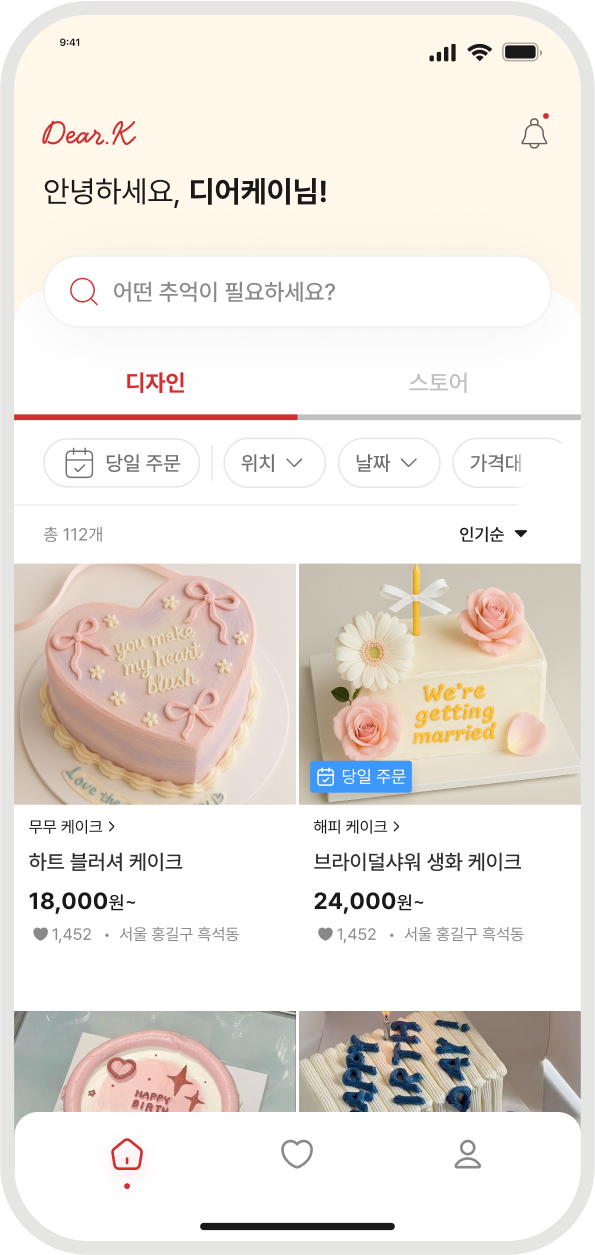 9:41
Dear.K
안녕하세요, 디어케이님!
어떤 추억이 필요하세요?
디자인 스토어
당일 주문 위치 날짜 가격대
총 112개 인기순
you make
my heart
blush
Love the
We're
getting
married
당일 주문
무무 케이크 >
하트 블러셔 케이크
18,000원~
1,452 • 서울 홍길구 흑석동
해피 케이크 >
브라이덜샤워 생화 케이크
24,000원~
1,452 • 서울 홍길구 흑석동
HAPPY
BIRTH